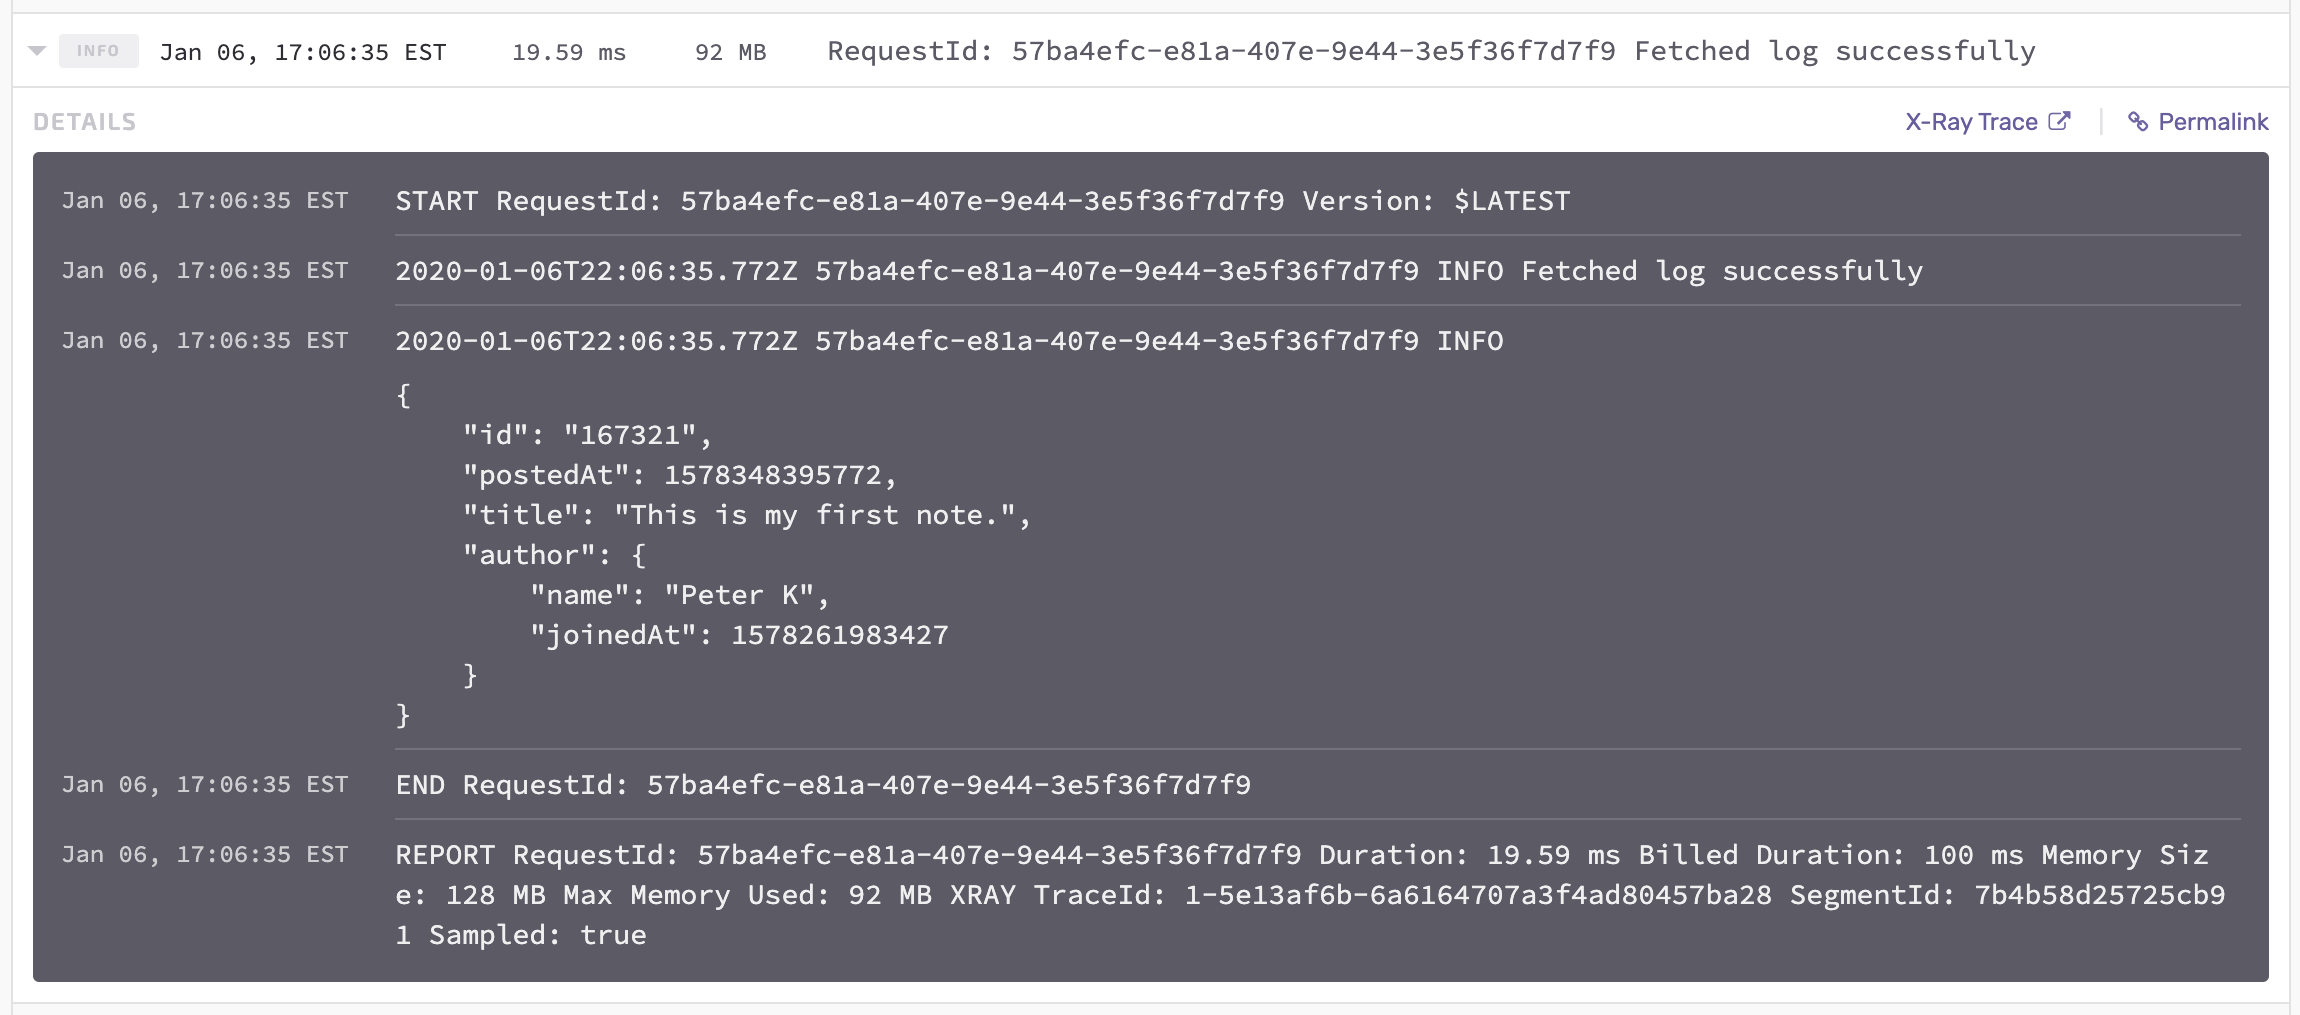 INFO Jan 06, 17:06:35 EST 19.59 ms 92 MB RequestId: 57ba4efc-e81a-407e-9e44-3e5f36f7d7f9 Fetched log successfully
DETAILS X-Ray Trace Permalink
Jan 06, 17:06:35 EST START RequestId: 57ba4efc-e81a-407e-9e44-3e5f36f7d7f9 Version: $LATEST
Jan 06, 17:06:35 EST 2020-01-06T22:06:35.772Z 57ba4efc-e81a-407e-9e44-3e5f36f7d7f9 INFO Fetched log successfully
Jan 06, 17:06:35 EST 2020-01-06T22:06:35.772Z 57ba4efc-e81a-407e-9e44-3e5f36f7d7f9 INFO
{
    "id": "167321",
    "postedAt": 1578348395772,
    "title": "This is my first note.",
    "author": {
        "name": "Peter K",
        "joinedAt": 1578261983427
    }
}
Jan 06, 17:06:35 EST END RequestId: 57ba4efc-e81a-407e-9e44-3e5f36f7d7f9
Jan 06, 17:06:35 EST REPORT RequestId: 57ba4efc-e81a-407e-9e44-3e5f36f7d7f9 Duration: 19.59 ms Billed Duration: 100 ms Memory Siz
e: 128 MB Max Memory Used: 92 MB XRAY TraceId: 1-5e13af6b-6a6164707a3f4ad80457ba28 SegmentId: 7b4b58d25725cb9
1 Sampled: true